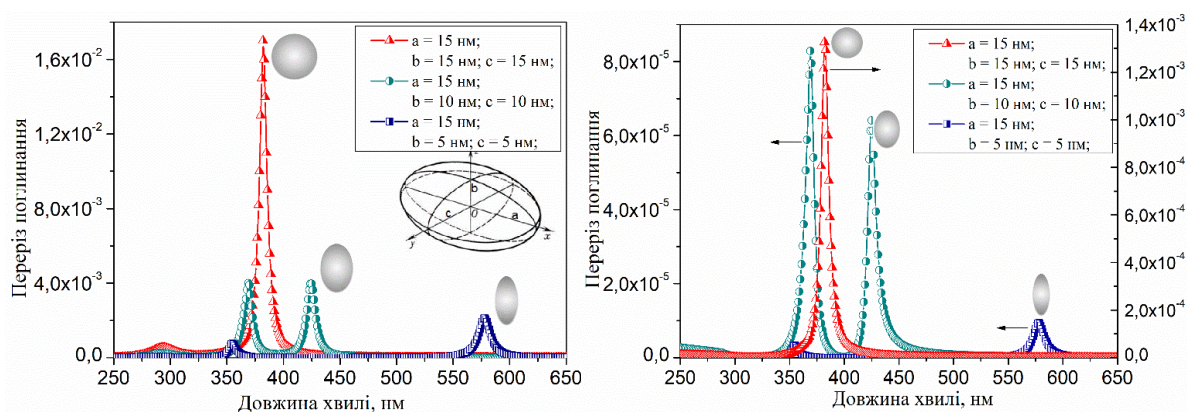 1,6x10⁻²
1,2x10⁻²
8,0x10⁻³
4,0x10⁻³
0,0
Переріз поглинання
250 300 350 400 450 500 550 600 650
Довжина хвилі, пм
a = 15 нм;
b = 15 нм; c = 15 нм;
a = 15 нм;
b = 10 нм; c = 10 нм;
a = 15 пм;
b = 5 нм; c = 5 нм;
z
b
c
O
a
y
x
8,0x10⁻⁵
6,0x10⁻⁵
4,0x10⁻⁵
2,0x10⁻⁵
0,0
Переріз поглипапня
250 300 350 400 450 500 550 600 650
Довжина хвилі, нм
a = 15 нм;
b = 15 нм; c = 15 нм;
a = 15 нм;
b = 10 нм; c = 10 нм;
a = 15 нм;
b = 5 пм; c = 5 пм;
1,4x10⁻³
1,2x10⁻³
1,0x10⁻³
8,0x10⁻⁴
6,0x10⁻⁴
4,0x10⁻⁴
2,0x10⁻⁴
0,0